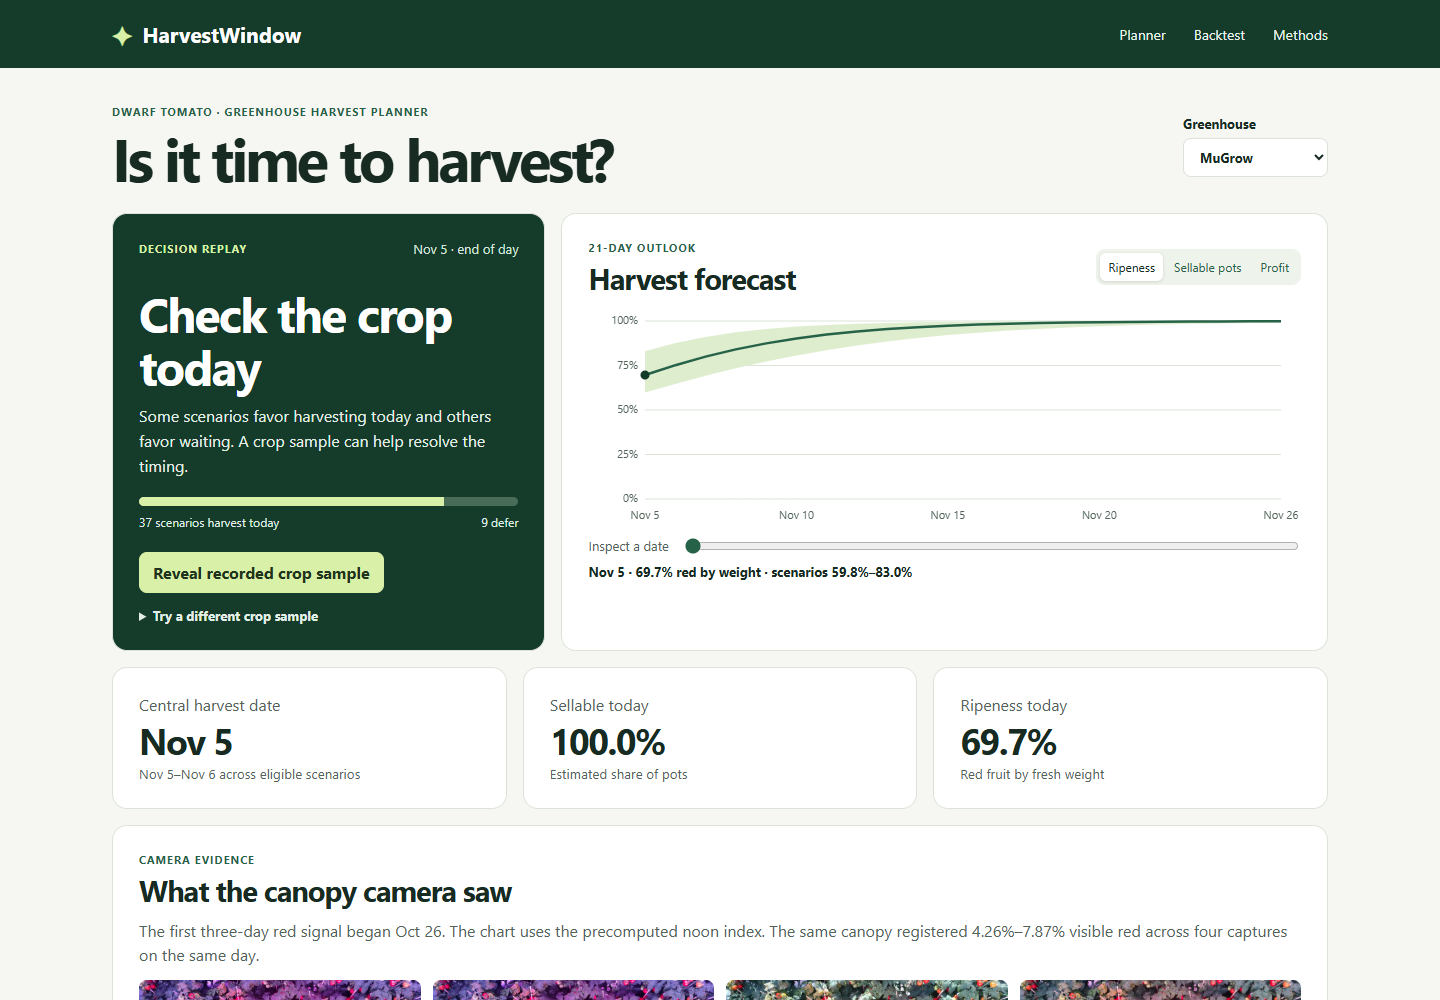 HarvestWindow
Planner
Backtest
Methods
DWARF TOMATO · GREENHOUSE HARVEST PLANNER
Is it time to harvest?
Greenhouse
MuGrow
DECISION REPLAY
Nov 5 · end of day
Check the crop
today
Some scenarios favor harvesting today and others
favor waiting. A crop sample can help resolve the
timing.
37 scenarios harvest today
9 defer
Reveal recorded crop sample
Try a different crop sample
21-DAY OUTLOOK
Harvest forecast
Ripeness
Sellable pots
Profit
100%
75%
50%
25%
0%
Nov 5
Nov 10
Nov 15
Nov 20
Nov 26
Inspect a date
Nov 5 · 69.7% red by weight · scenarios 59.8%–83.0%
Central harvest date
Nov 5
Nov 5–Nov 6 across eligible scenarios
Sellable today
100.0%
Estimated share of pots
Ripeness today
69.7%
Red fruit by fresh weight
CAMERA EVIDENCE
What the canopy camera saw
The first three-day red signal began Oct 26. The chart uses the precomputed noon index. The same canopy registered 4.26%–7.87% visible red across four captures
on the same day.